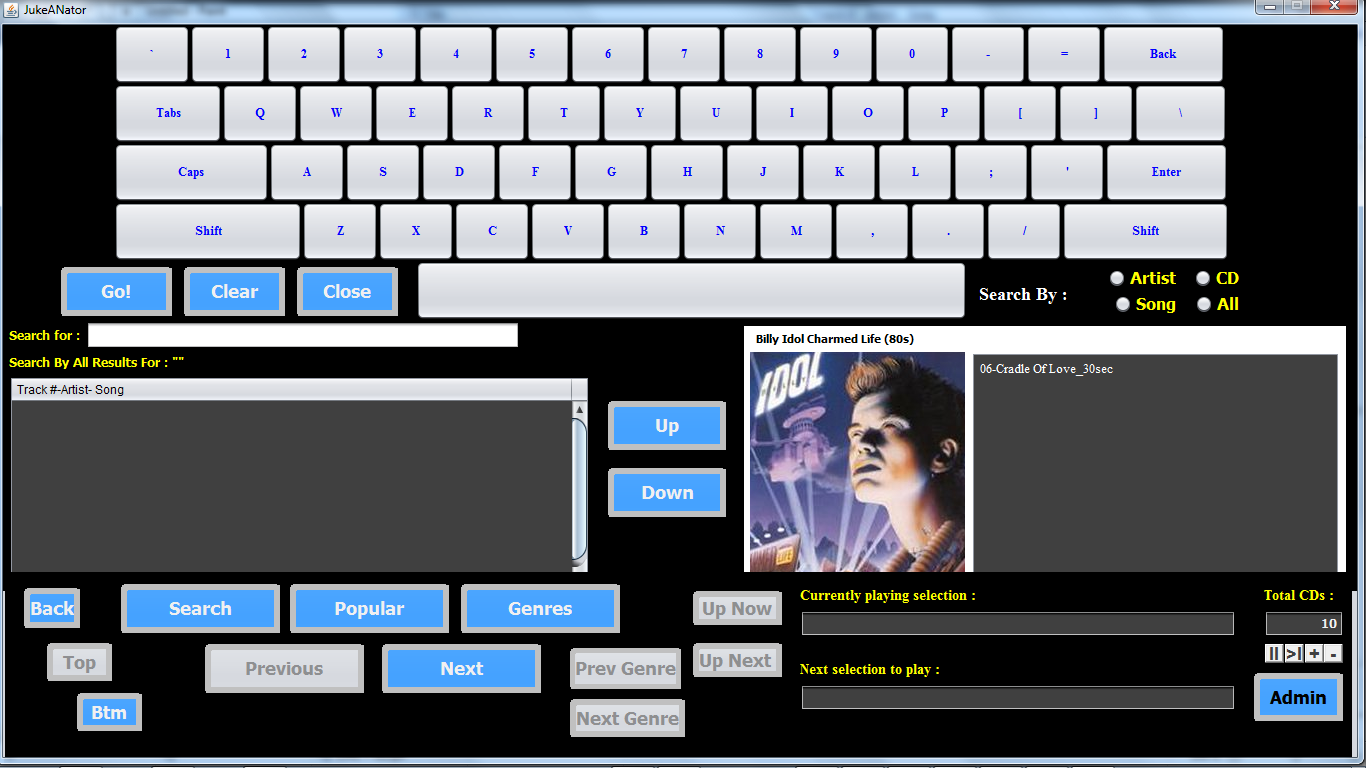 JukeANator
` 1 2 3 4 5 6 7 8 9 0 - = Back
Tabs Q W E R T Y U I O P [ ] \
Caps A S D F G H J K L ; ' Enter
Shift Z X C V B N M , . / Shift
Go! Clear Close
Search By :
Artist CD
Song All
Search for :
Search By All Results For : ""
Track #-Artist- Song
Up
Down
Billy Idol Charmed Life (80s)
IDOL
06-Cradle Of Love_30sec
Back Search Popular Genres Up Now
Top Previous Next Prev Genre Up Next
Btm Next Genre
Currently playing selection :
Next selection to play :
Total CDs :
10
|| >| + -
Admin